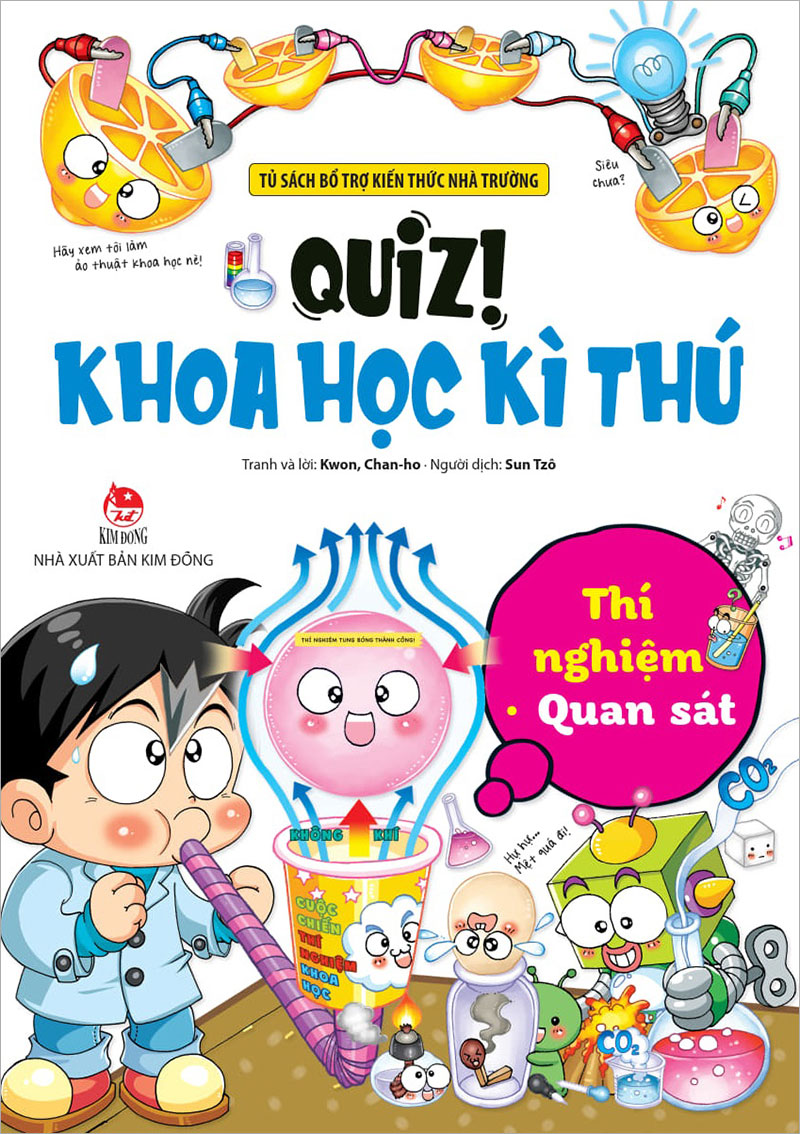 TỦ SÁCH BỔ TRỢ KIẾN THỨC NHÀ TRƯỜNG
Siêu
chưa?
Hãy xem tôi làm
ảo thuật khoa học nè!
QUIZ!
KHOA HỌC KÌ THÚ
Tranh và lời: Kwon, Chan-ho · Người dịch: Sun Tzô
KIM ĐỒNG
NHÀ XUẤT BẢN KIM ĐỒNG
Thí
nghiệm
• Quan sát
?
THÍ NGHIỆM TUNG BÓNG THÀNH CÔNG!
CO2
KHÔNG KHÍ
Hư hư...
Mệt quá đi!
CUỘC
CHIẾN
THÍ
NGHIỆM
KHOA
HỌC
CO2